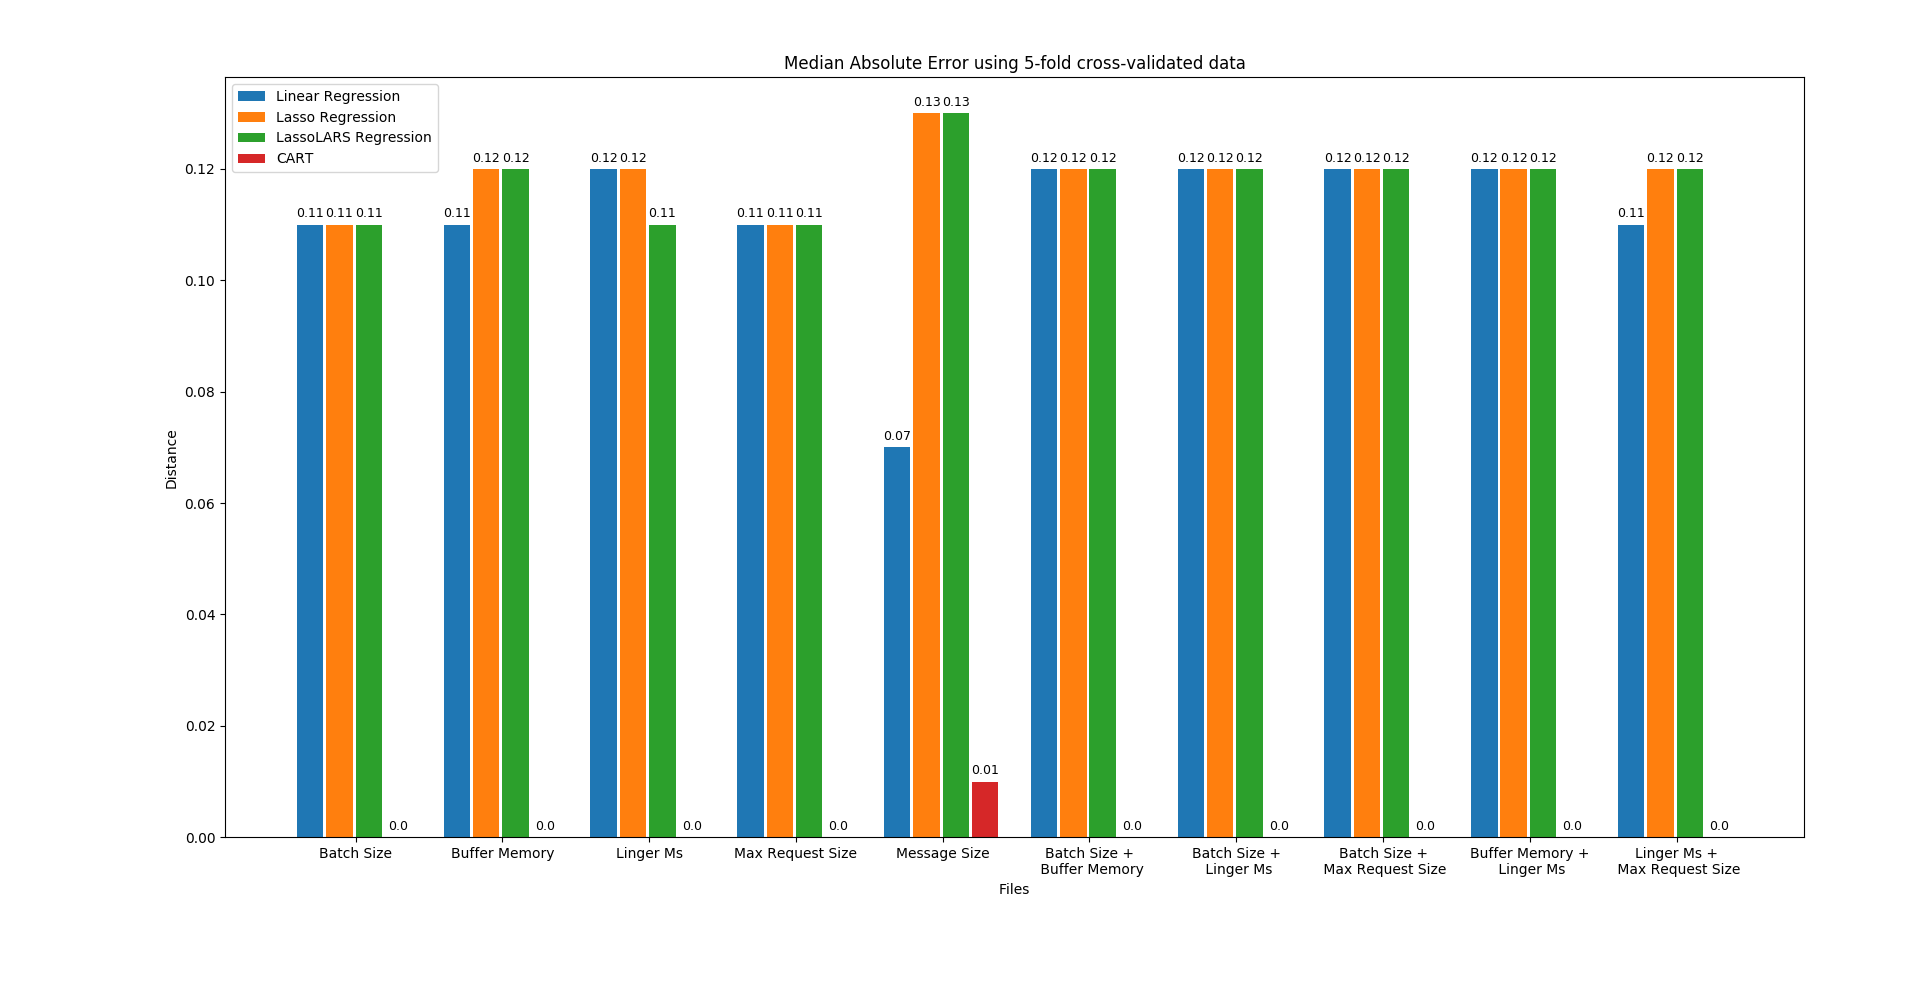 Median Absolute Error using 5-fold cross-validated data
Linear Regression
Lasso Regression
LassoLARS Regression
CART
0.13 0.13
0.12 0.12 0.12 0.12 0.12 0.12 0.12 0.12 0.12 0.12 0.12 0.12 0.12 0.12 0.12 0.12 0.12 0.12
0.11 0.11 0.11 0.11 0.11 0.11 0.11 0.11 0.11
0.07
0.01
0.0 0.0 0.0 0.0 0.0 0.0 0.0 0.0 0.0
0.12
0.10
0.08
0.06
0.04
0.02
0.00
Distance
Batch Size
Buffer Memory
Linger Ms
Max Request Size
Message Size
Batch Size +
Buffer Memory
Batch Size +
Linger Ms
Batch Size +
Max Request Size
Buffer Memory +
Linger Ms
Linger Ms +
Max Request Size
Files